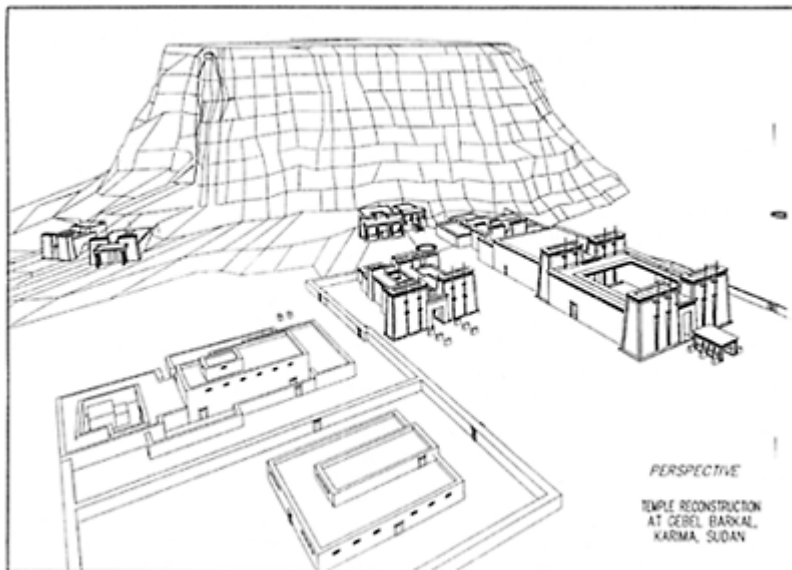 PERSPECTIVE
TEMPLE RECONSTRUCTION
AT GEBEL BARKAL,
KARIMA, SUDAN